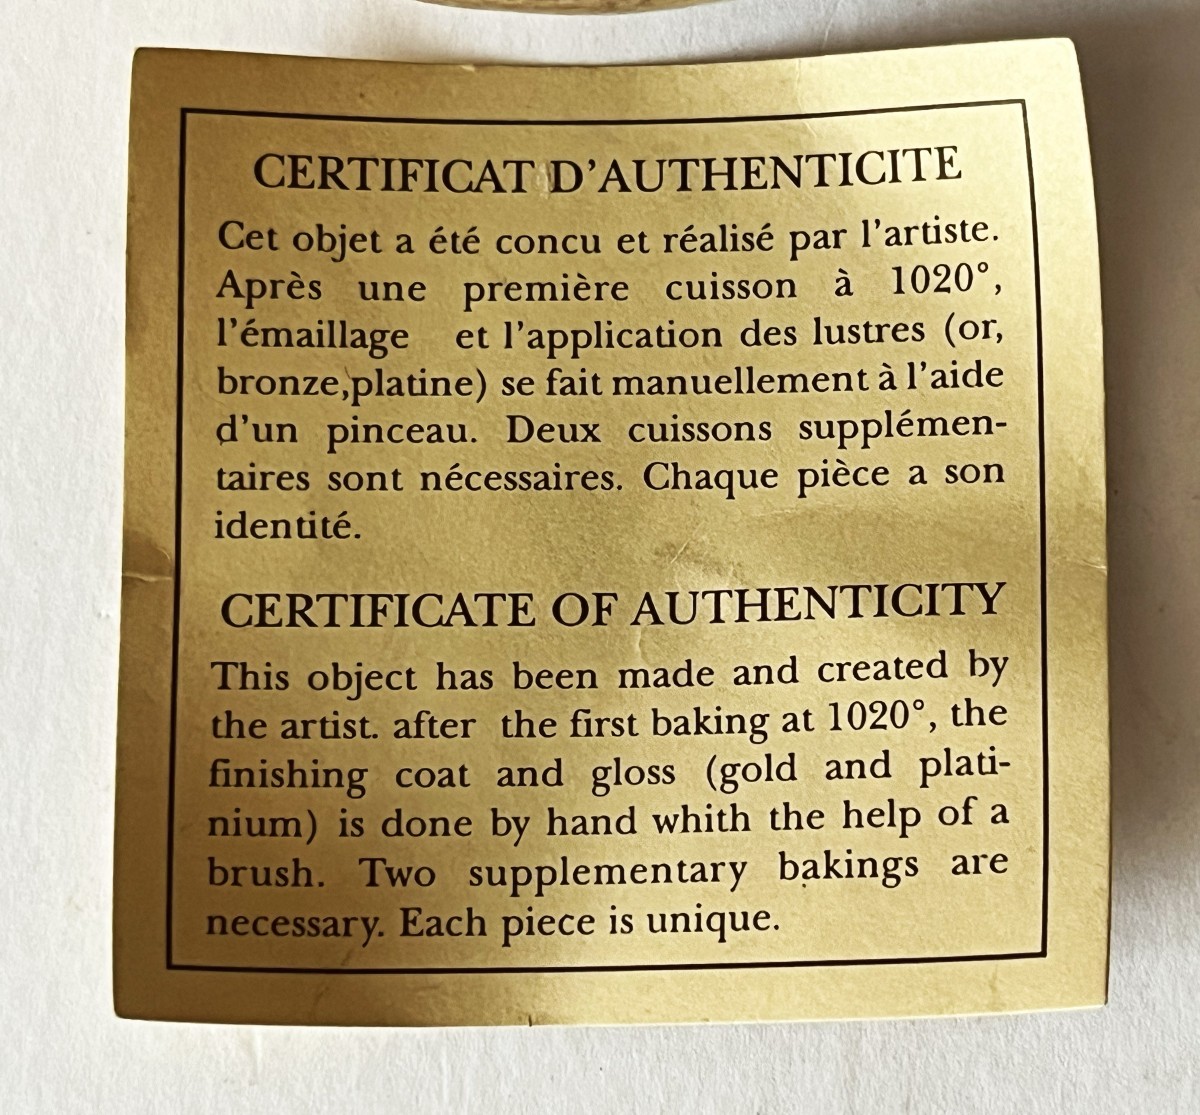 CERTIFICAT D'AUTHENTICITE
Cet objet a été concu et réalisé par l'artiste.
Après une première cuisson à 1020°,
l'émaillage et l'application des lustres (or,
bronze,platine) se fait manuellement à l'aide
d'un pinceau. Deux cuissons supplémen-
taires sont nécessaires. Chaque pièce a son
identité.
CERTIFICATE OF AUTHENTICITY
This object has been made and created by
the artist. after the first baking at 1020°, the
finishing coat and gloss (gold and plati-
nium) is done by hand whith the help of a
brush. Two supplementary bakings are
necessary. Each piece is unique.